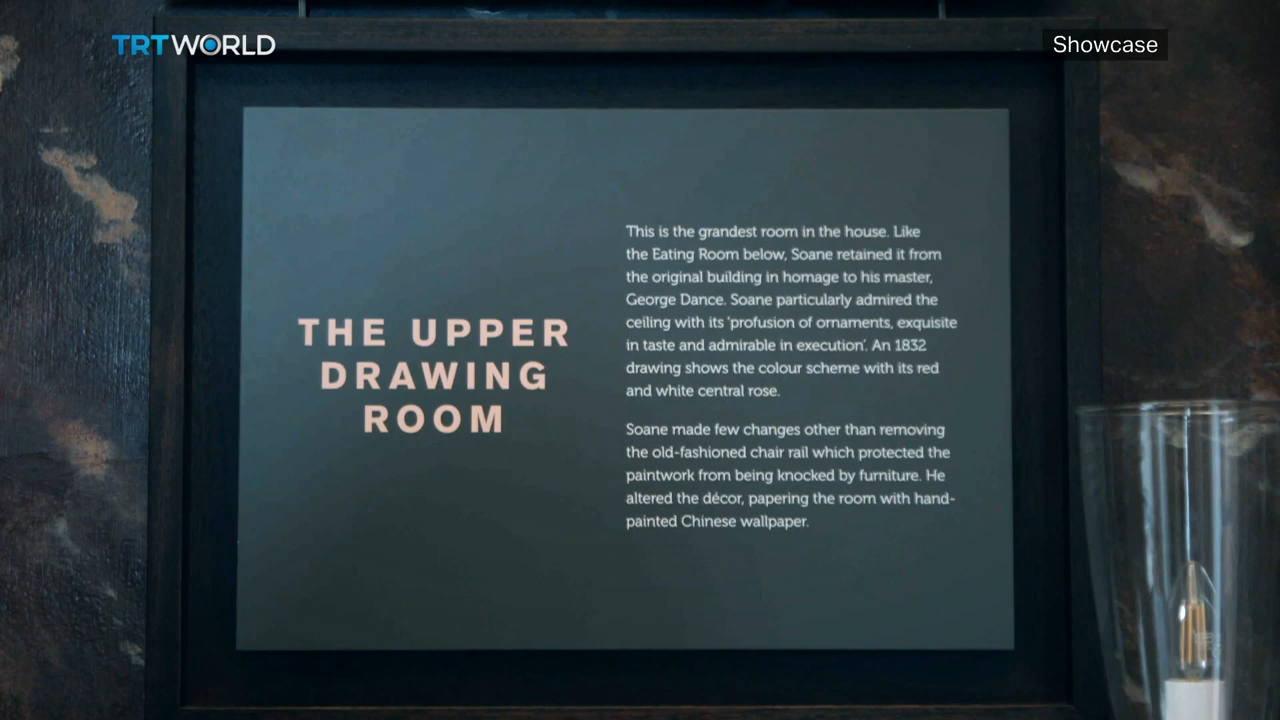 TRT WORLD
Showcase
THE UPPER
DRAWING
ROOM
This is the grandest room in the house. Like
the Eating Room below, Soane retained it from
the original building in homage to his master,
George Dance. Soane particularly admired the
ceiling with its 'profusion of ornaments, exquisite
in taste and admirable in execution'. An 1832
drawing shows the colour scheme with its red
and white central rose.
Soane made few changes other than removing
the old-fashioned chair rail which protected the
paintwork from being knocked by furniture. He
altered the décor, papering the room with hand-
painted Chinese wallpaper.